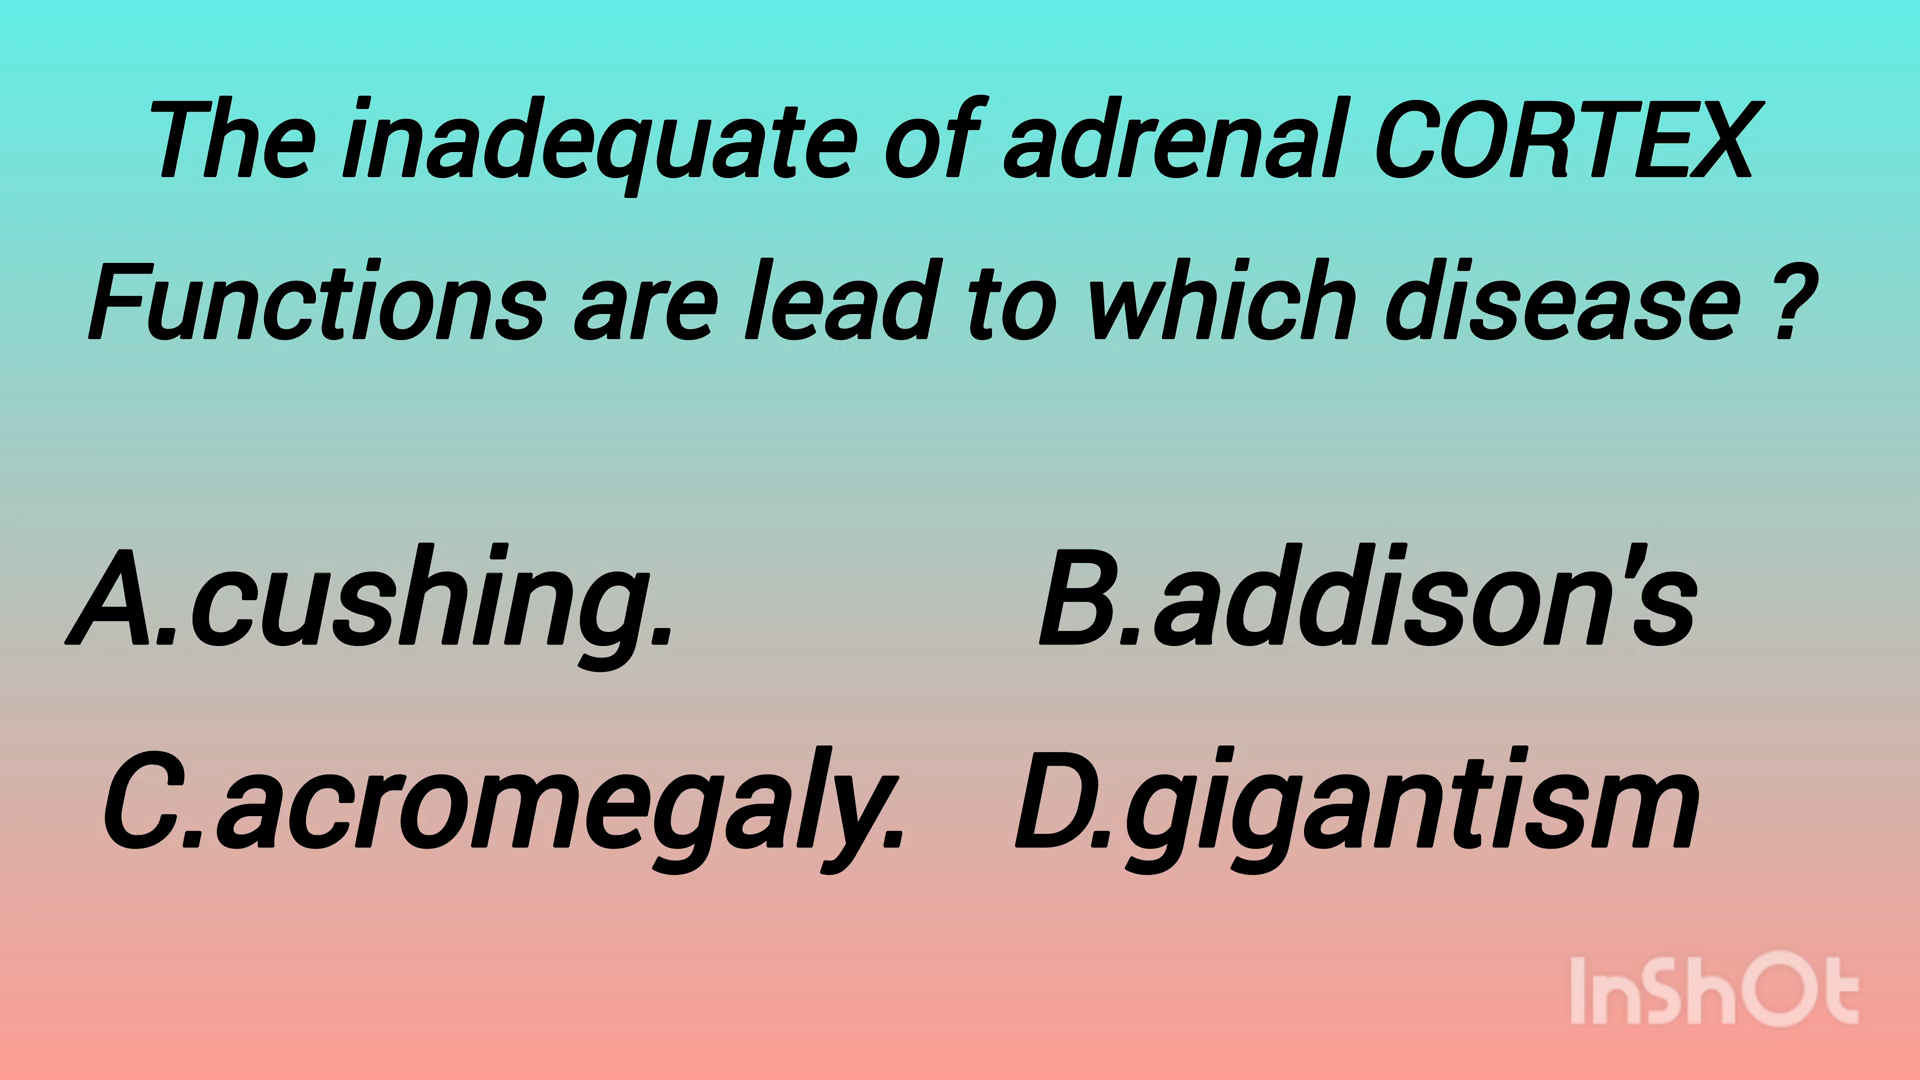 The inadequate of adrenal CORTEX
Functions are lead to which disease ?
A.cushing. B.addison's
C.acromegaly. D.gigantism
InShOt